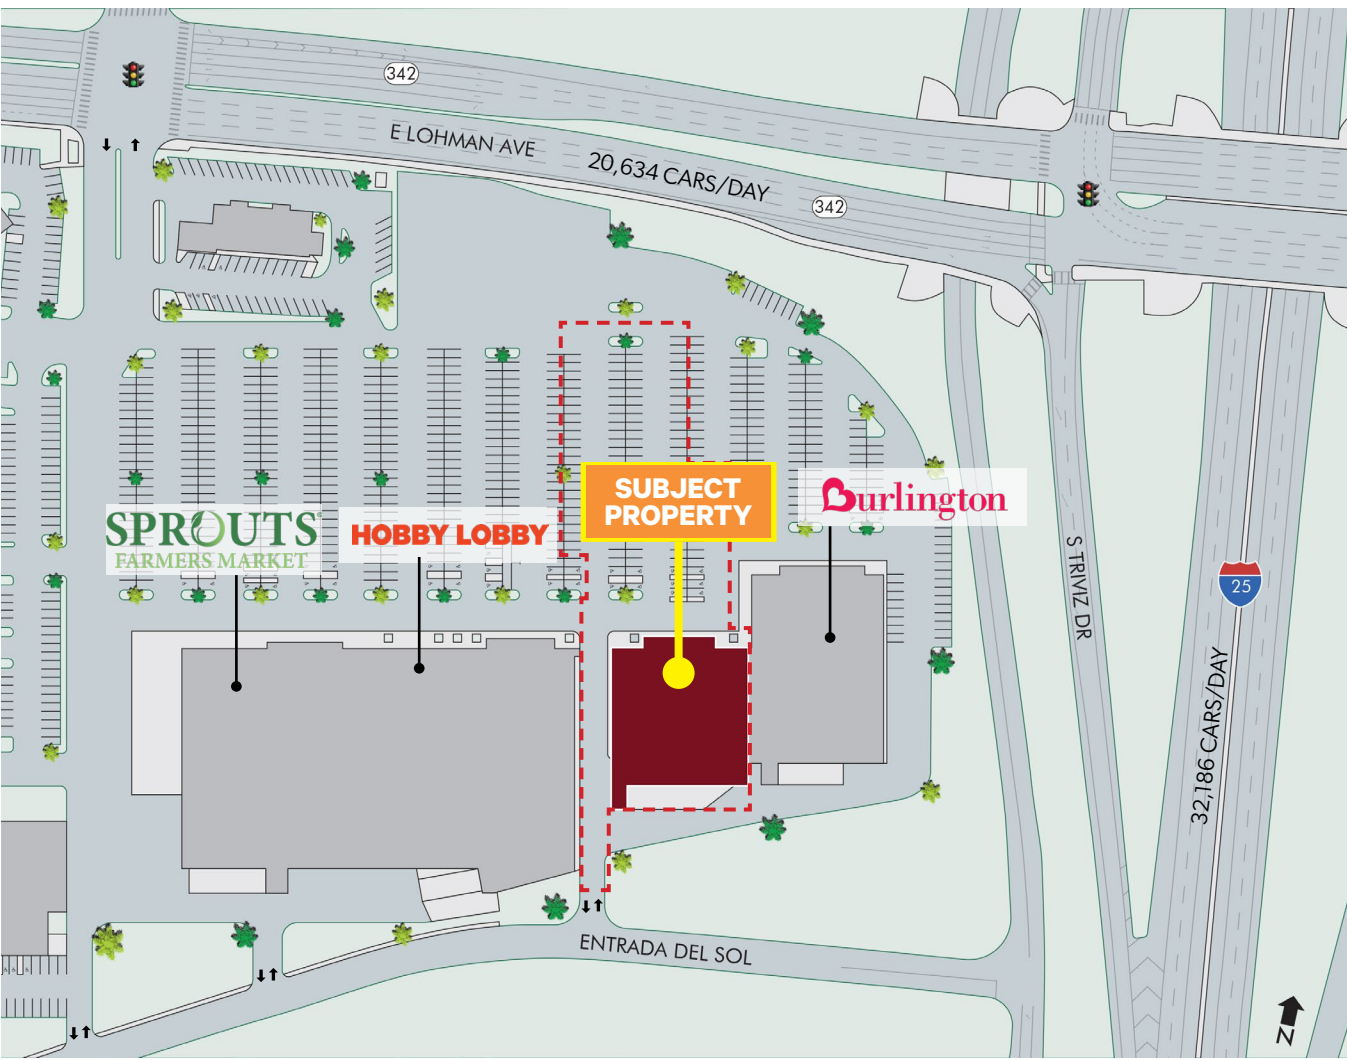 342
E LOHMAN AVE
20,634 CARS/DAY
342
SUBJECT
PROPERTY
Burlington
SPROUTS
FARMERS MARKET
HOBBY LOBBY
S TRIVIZ DR
25
32,186 CARS/DAY
ENTRADA DEL SOL
N